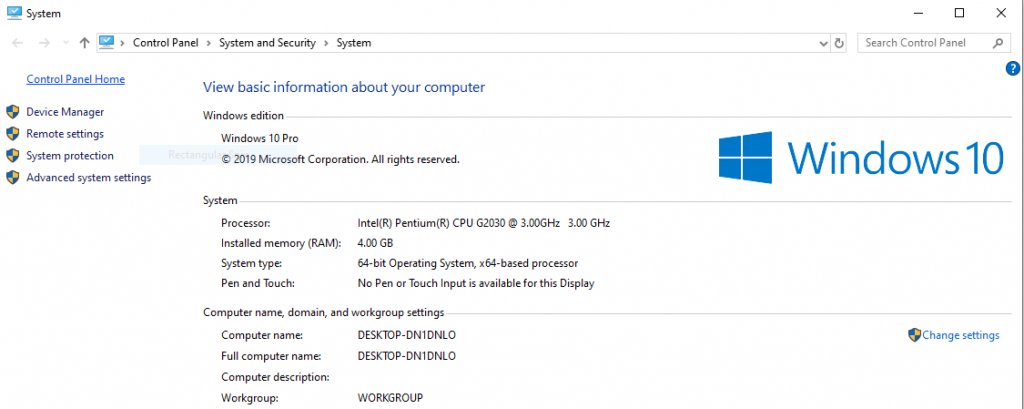 System
Control Panel > System and Security > System
Search Control Panel
?
Control Panel Home
Device Manager
Remote settings
System protection
Advanced system settings
View basic information about your computer
Windows edition
Windows 10 Pro
© 2019 Microsoft Corporation. All rights reserved.
Windows 10
System
Processor: Intel(R) Pentium(R) CPU G2030 @ 3.00GHz 3.00 GHz
Installed memory (RAM): 4.00 GB
System type: 64-bit Operating System, x64-based processor
Pen and Touch: No Pen or Touch Input is available for this Display
Computer name, domain, and workgroup settings
Computer name: DESKTOP-DN1DNLO
Change settings
Full computer name: DESKTOP-DN1DNLO
Computer description:
Workgroup: WORKGROUP